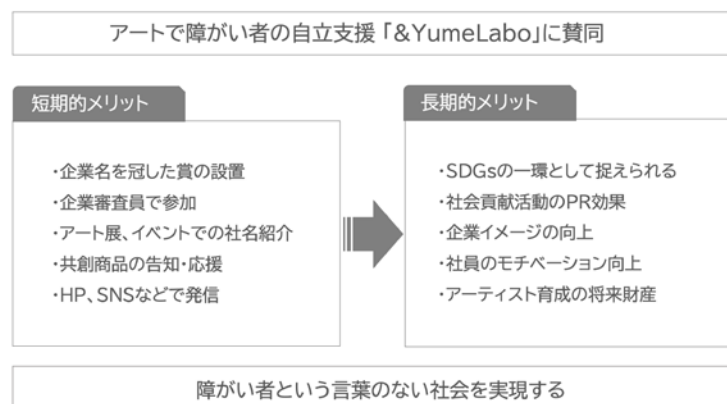 アートで障がい者の自立支援「&YumeLabo」に賛同
短期的メリット
・企業名を冠した賞の設置
・企業審査員で参加
・アート展、イベントでの社名紹介
・共創商品の告知・応援
・HP、SNSなどで発信
長期的メリット
・SDGsの一環として捉えられる
・社会貢献活動のPR効果
・企業イメージの向上
・社員のモチベーション向上
・アーティスト育成の将来財産
障がい者という言葉のない社会を実現する